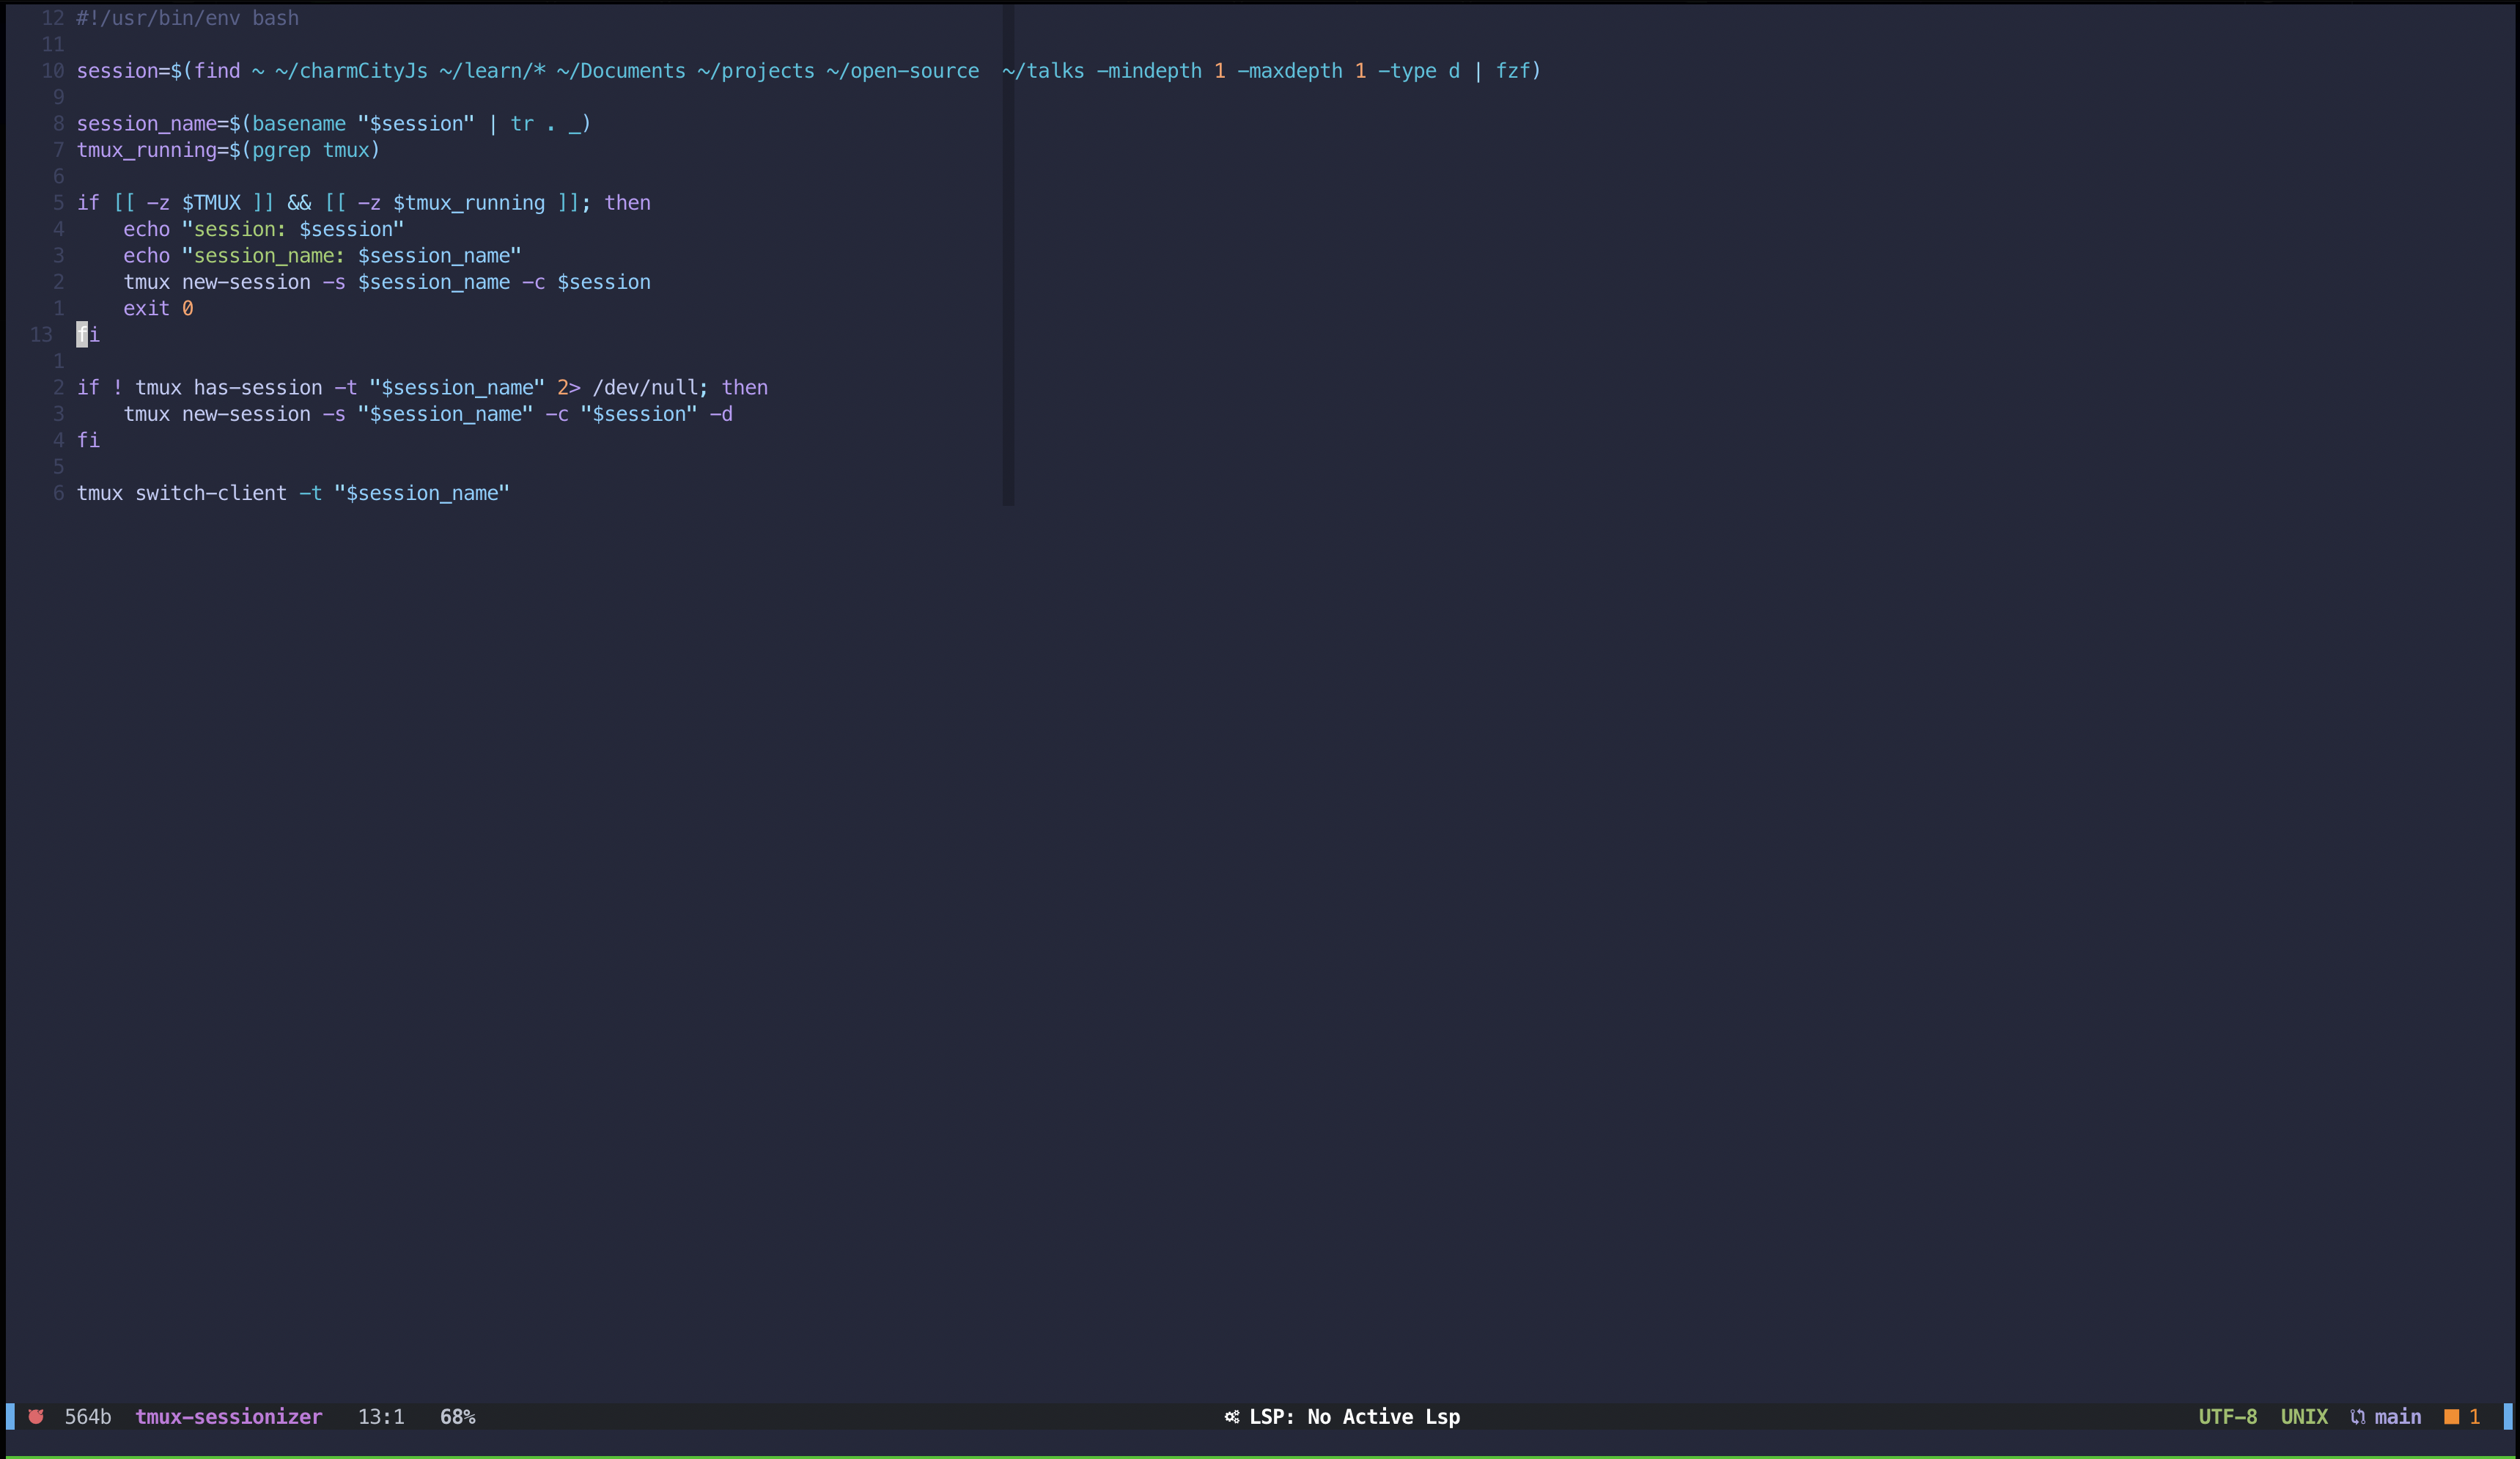 12 #!/usr/bin/env bash
11
10 session=$(find ~ ~/charmCityJs ~/learn/* ~/Documents ~/projects ~/open-source  ~/talks -mindepth 1 -maxdepth 1 -type d | fzf)
9
8 session_name=$(basename "$session" | tr . _)
7 tmux_running=$(pgrep tmux)
6
5 if [[ -z $TMUX ]] && [[ -z $tmux_running ]]; then
4     echo "session: $session"
3     echo "session_name: $session_name"
2     tmux new-session -s $session_name -c $session
1     exit 0
13 fi
1
2 if ! tmux has-session -t "$session_name" 2> /dev/null; then
3     tmux new-session -s "$session_name" -c "$session" -d
4 fi
5
6 tmux switch-client -t "$session_name"
564b tmux-sessionizer 13:1 68% LSP: No Active Lsp UTF-8 UNIX main 1